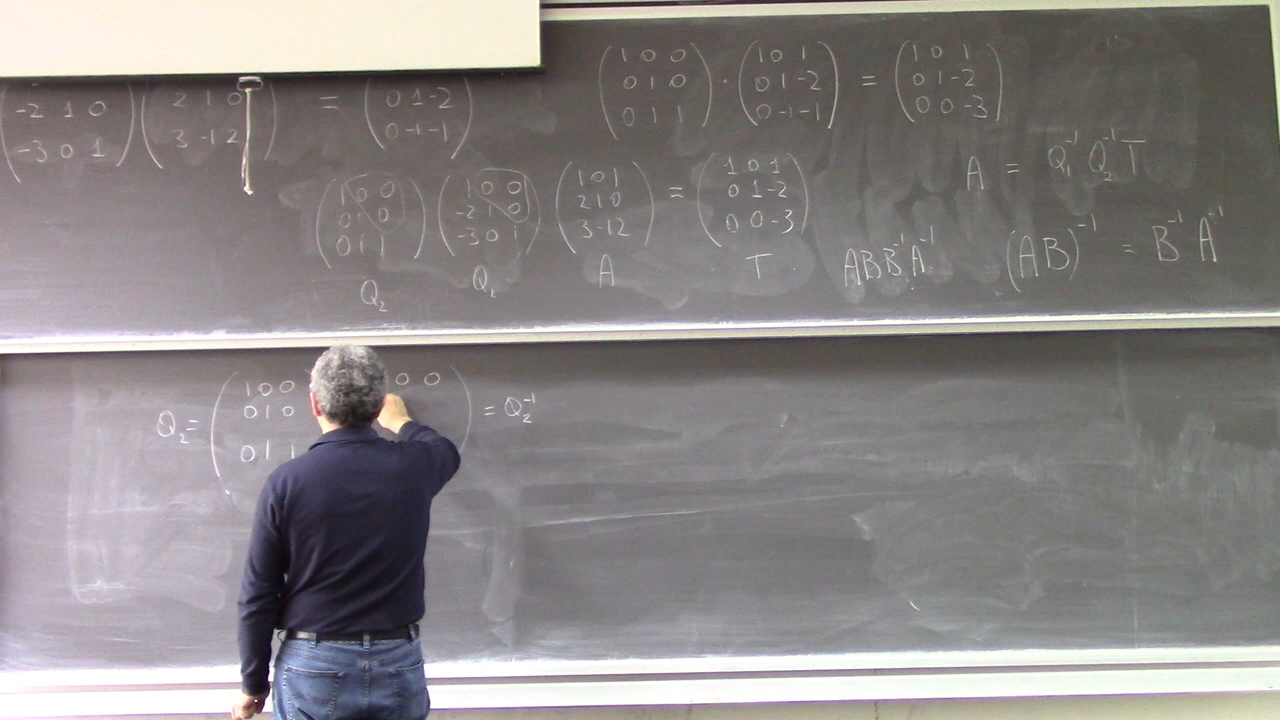 1 0 0   1 0 1   1 0 1
0 1 0 · 0 1 -2 = 0 1 -2
0 1 1   0 -1 -1   0 0 -3
-2 1 0   2 1 0 = 0 1 -2
-3 0 1   3 -1 2   0 -1 -1
1 0 0   1 0 0   1 0 1   1 0 1
0 1 0   -2 1 0   2 1 0 = 0 1 -2
0 1 1   -3 0 1   3 -1 2   0 0 -3
Q₂   Q₁   A   T
A = Q₁⁻¹ Q₂⁻¹ T
ABB⁻¹A⁻¹   (AB)⁻¹ = B⁻¹ A⁻¹
1 0 0   0 0
Q₂ = 0 1 0   = Q₂⁻¹
0 1 1